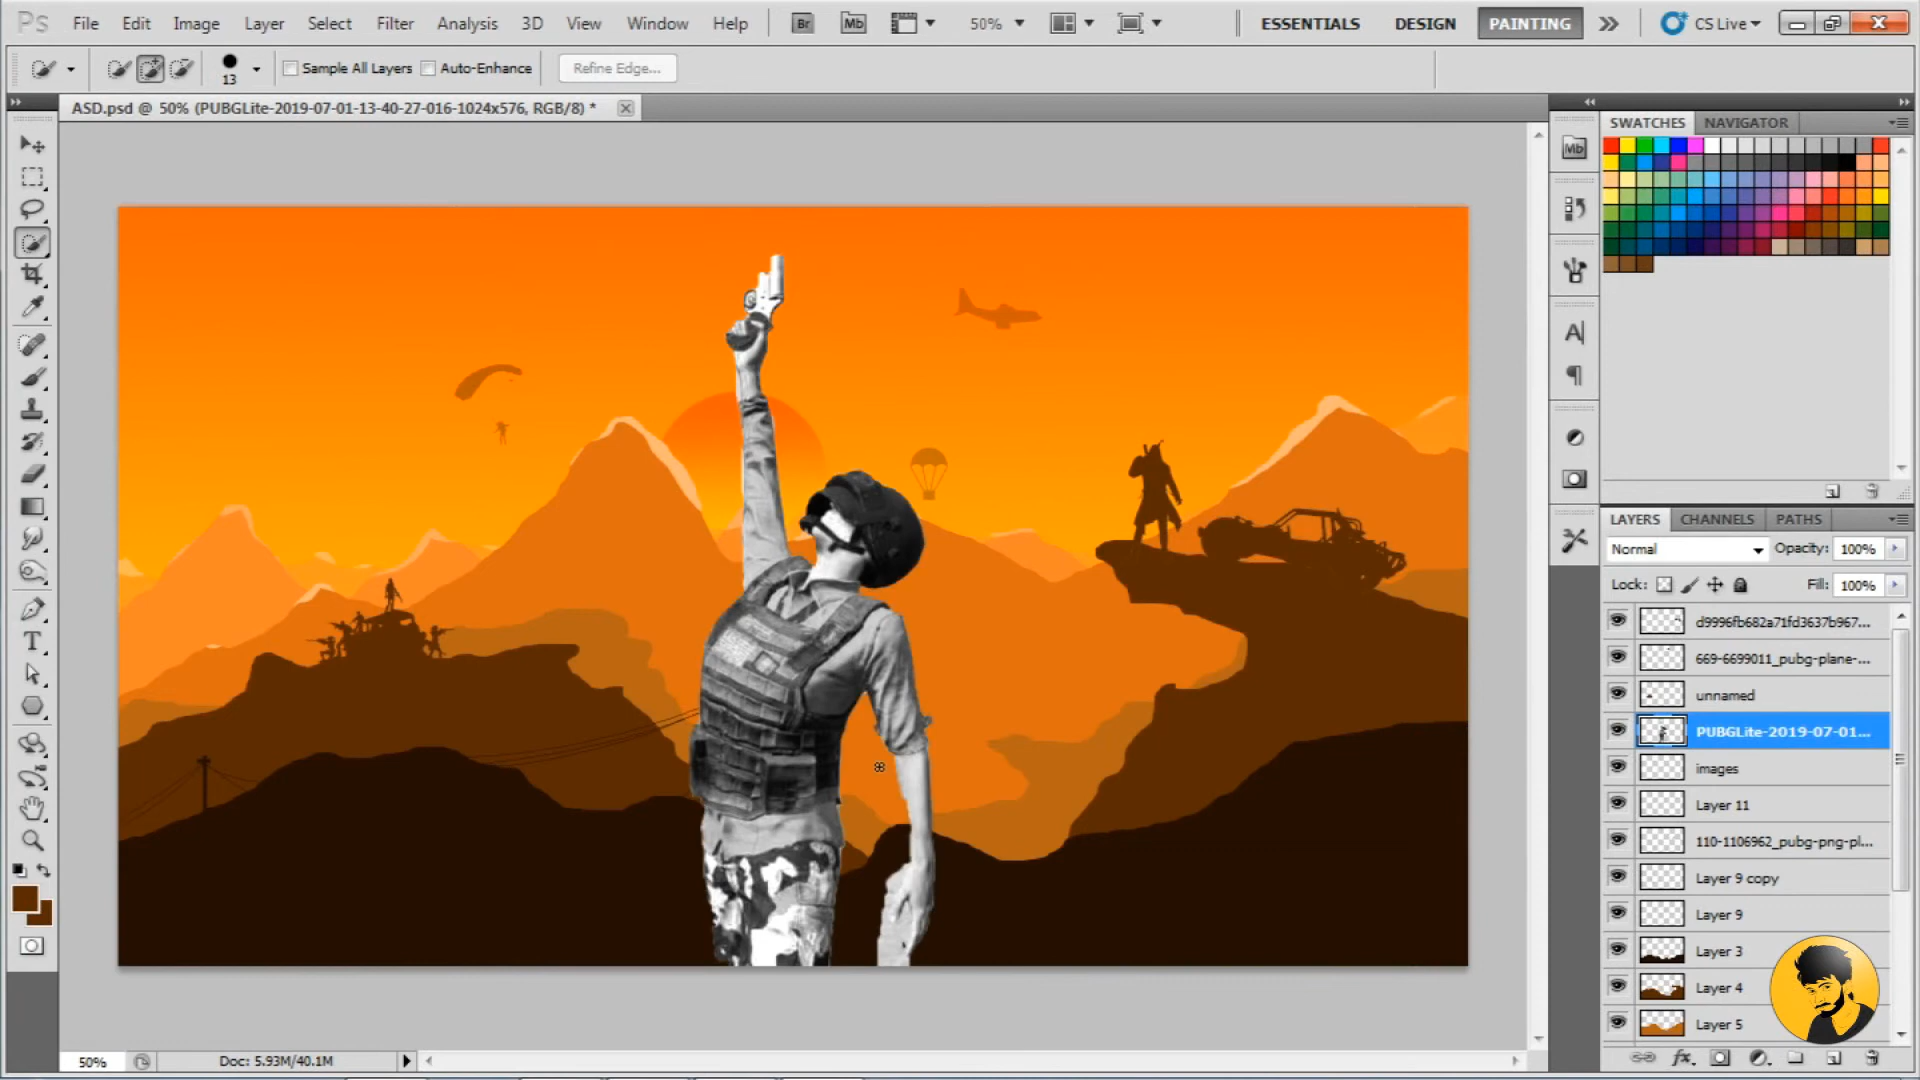 Ps File Edit Image Layer Select Filter Analysis 3D View Window Help Br Mb 50% ESSENTIALS DESIGN PAINTING CS Live
13 Sample All Layers Auto-Enhance Refine Edge...
ASD.psd @ 50% (PUBGLite-2019-07-01-13-40-27-016-1024x576, RGB/8) *
SWATCHES NAVIGATOR
Mb
A
LAYERS CHANNELS PATHS
Normal Opacity: 100%
Lock: Fill: 100%
d9996fb682a71fd3637b967...
669-6699011_pubg-plane-...
unnamed
PUBGLite-2019-07-01...
images
Layer 11
110-1106962_pubg-png-pl...
Layer 9 copy
Layer 9
Layer 3
Layer 4
Layer 5
T
50% Doc: 5.93M/40.1M fx